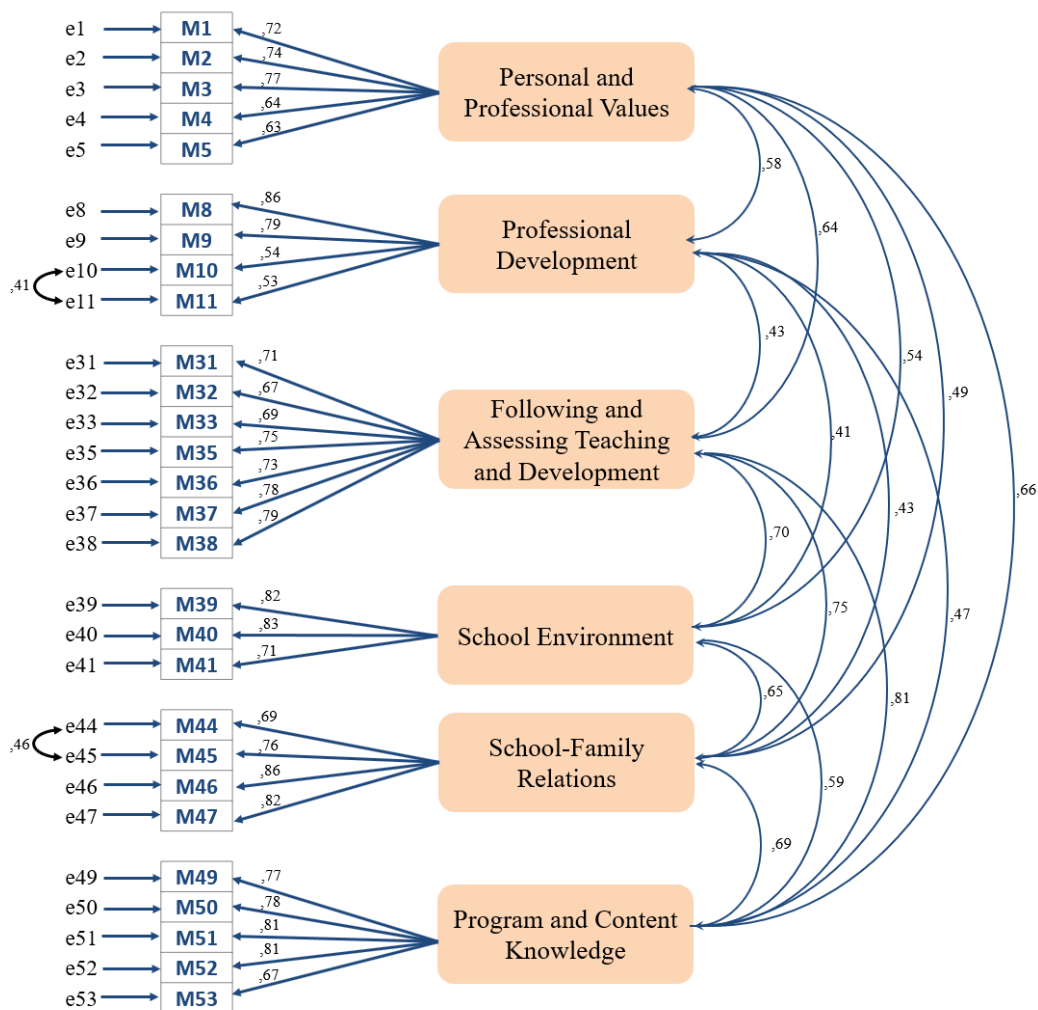 e1 M1 ,72
e2 M2 ,74
e3 M3 ,77
e4 M4 ,64
e5 M5 ,63
Personal and
Professional Values
e8 M8 ,86
e9 M9 ,79
e10 M10 ,54
e11 M11 ,53
,41
Professional
Development
e31 M31 ,71
e32 M32 ,67
e33 M33 ,69
e35 M35 ,75
e36 M36 ,73
e37 M37 ,78
e38 M38 ,79
Following and
Assessing Teaching
and Development
e39 M39 ,82
e40 M40 ,83
e41 M41 ,71
School Environment
e44 M44 ,69
e45 M45 ,76
e46 M46 ,86
e47 M47 ,82
,46
School-Family
Relations
e49 M49 ,77
e50 M50 ,78
e51 M51 ,81
e52 M52 ,81
e53 M53 ,67
Program and Content
Knowledge
,58
,64
,43
,54
,49
,41
,66
,43
,70
,75
,47
,65
,81
,59
,69